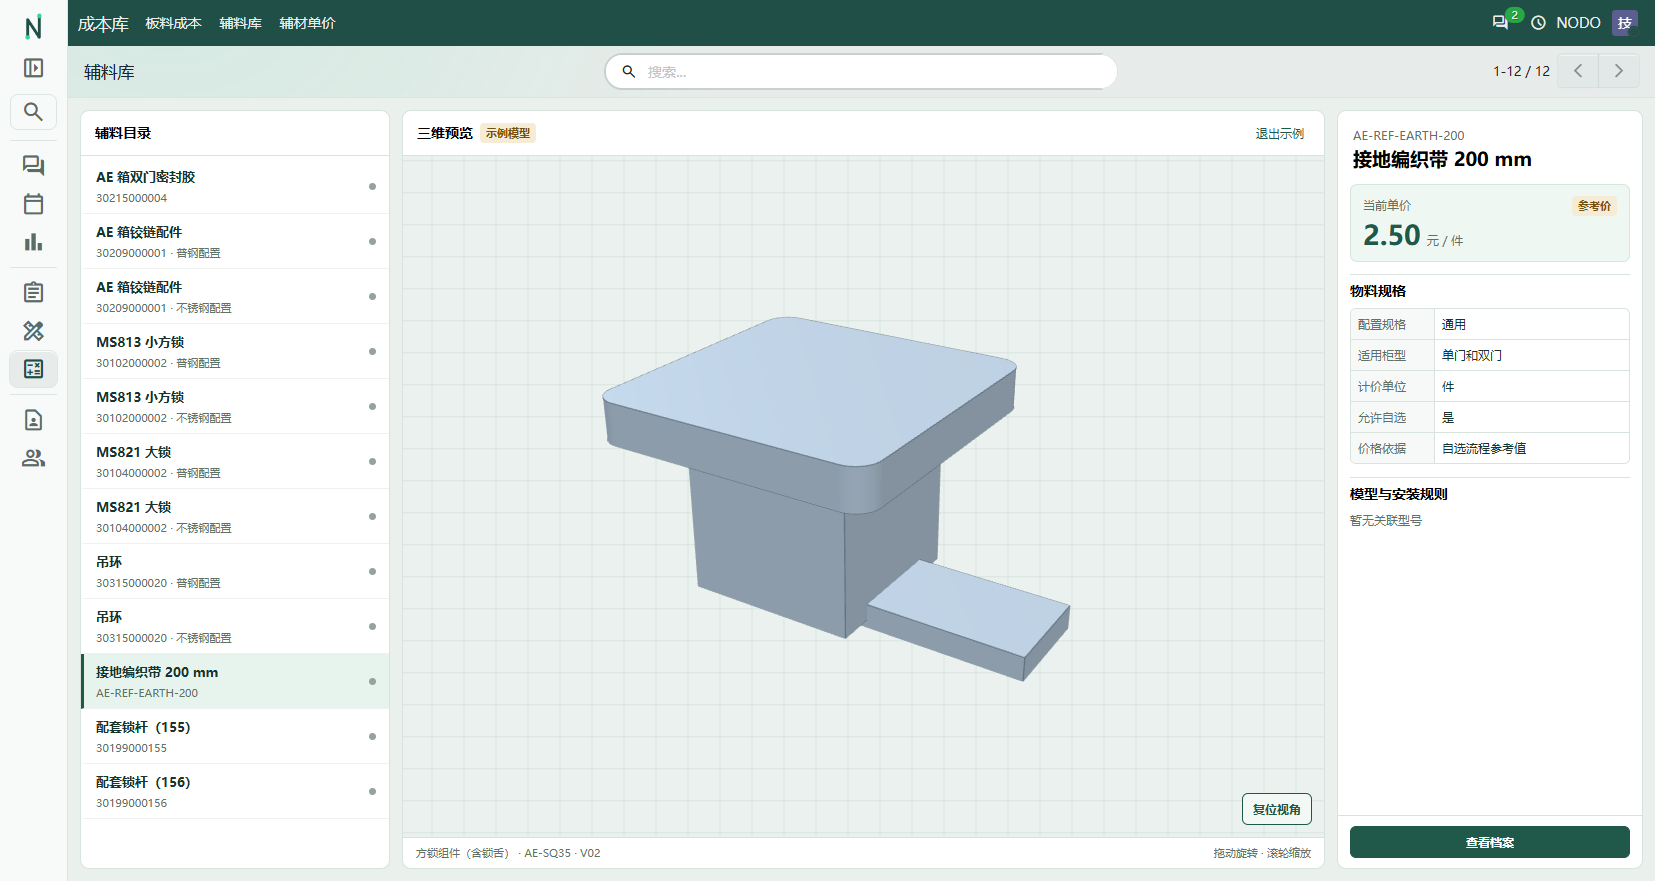 成本库 板料成本 辅料库 辅材单价
2 NODO 技
辅料库
搜索...
1-12 / 12
辅料目录
AE 箱双门密封胶
30215000004
AE 箱铰链配件
30209000001 · 普钢配置
AE 箱铰链配件
30209000001 · 不锈钢配置
MS813 小方锁
30102000002 · 普钢配置
MS813 小方锁
30102000002 · 不锈钢配置
MS821 大锁
30104000002 · 普钢配置
MS821 大锁
30104000002 · 不锈钢配置
吊环
30315000020 · 普钢配置
吊环
30315000020 · 不锈钢配置
接地编织带 200 mm
AE-REF-EARTH-200
配套锁杆（155）
30199000155
配套锁杆（156）
30199000156
三维预览 示例模型 退出示例
复位视角
方锁组件（含锁舌） · AE-SQ35 · V02
拖动旋转 · 滚轮缩放
AE-REF-EARTH-200
接地编织带 200 mm
当前单价 参考价
2.50 元 / 件
物料规格
配置规格 通用
适用柜型 单门和双门
计价单位 件
允许自选 是
价格依据 自选流程参考值
模型与安装规则
暂无关联型号
查看档案